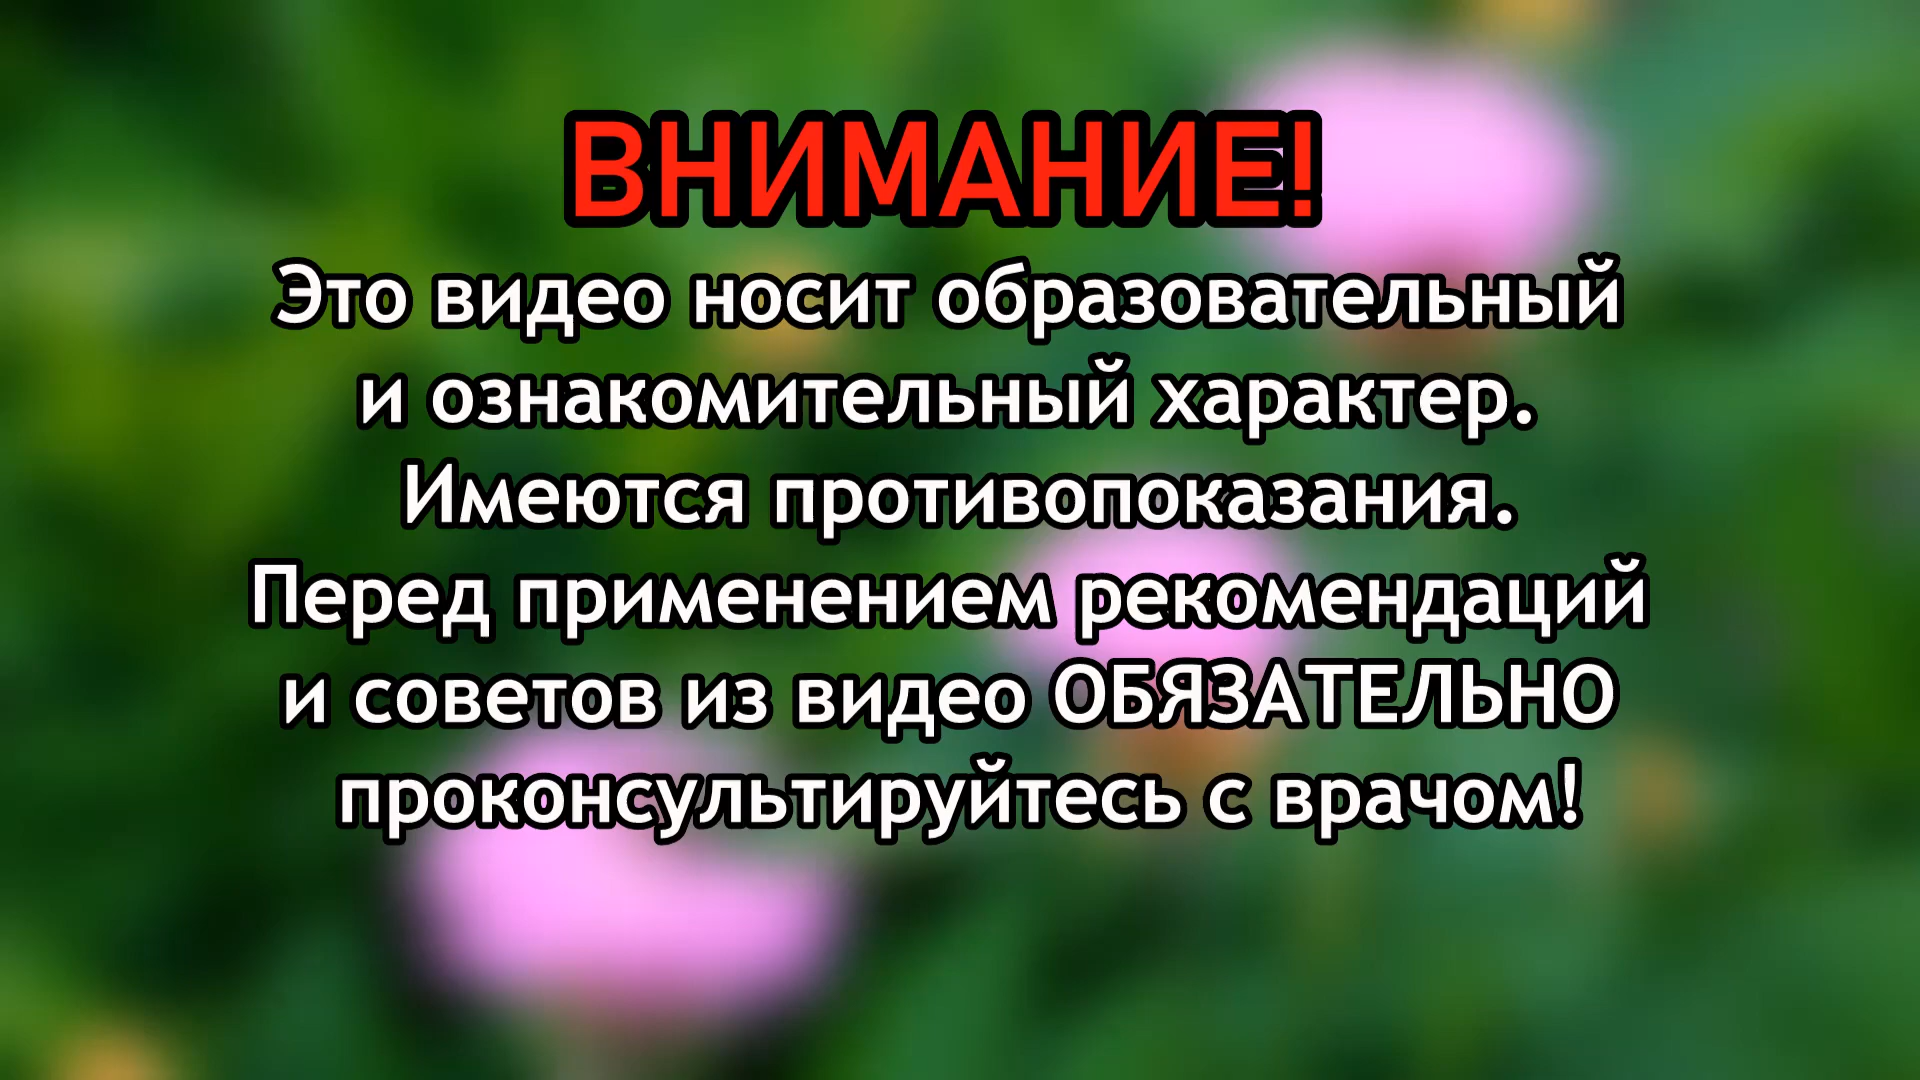 ВНИМАНИЕ!
Это видео носит образовательный
и ознакомительный характер.
Имеются противопоказания.
Перед применением рекомендаций
и советов из видео ОБЯЗАТЕЛЬНО
проконсультируйтесь с врачом!